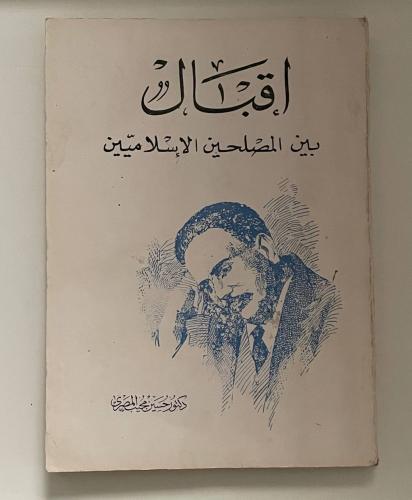 إقبال
بين المصلحين الإسلاميين
دكتور حسين مجيب المصري